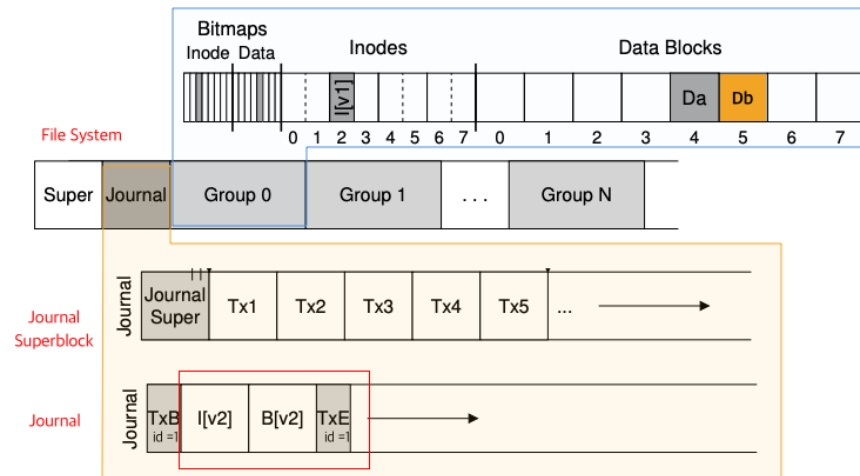 Bitmaps
Inode Data
Inodes
Data Blocks
I[v1]
Da
Db
0 1 2 3 4 5 6 7 0 1 2 3 4 5 6 7
File System
Super Journal Group 0 Group 1 . . . Group N
Journal
Journal Super
Tx1 Tx2 Tx3 Tx4 Tx5 ...
Journal
Superblock
Journal
Journal
TxB
id =1
I[v2]
B[v2]
TxE
id =1